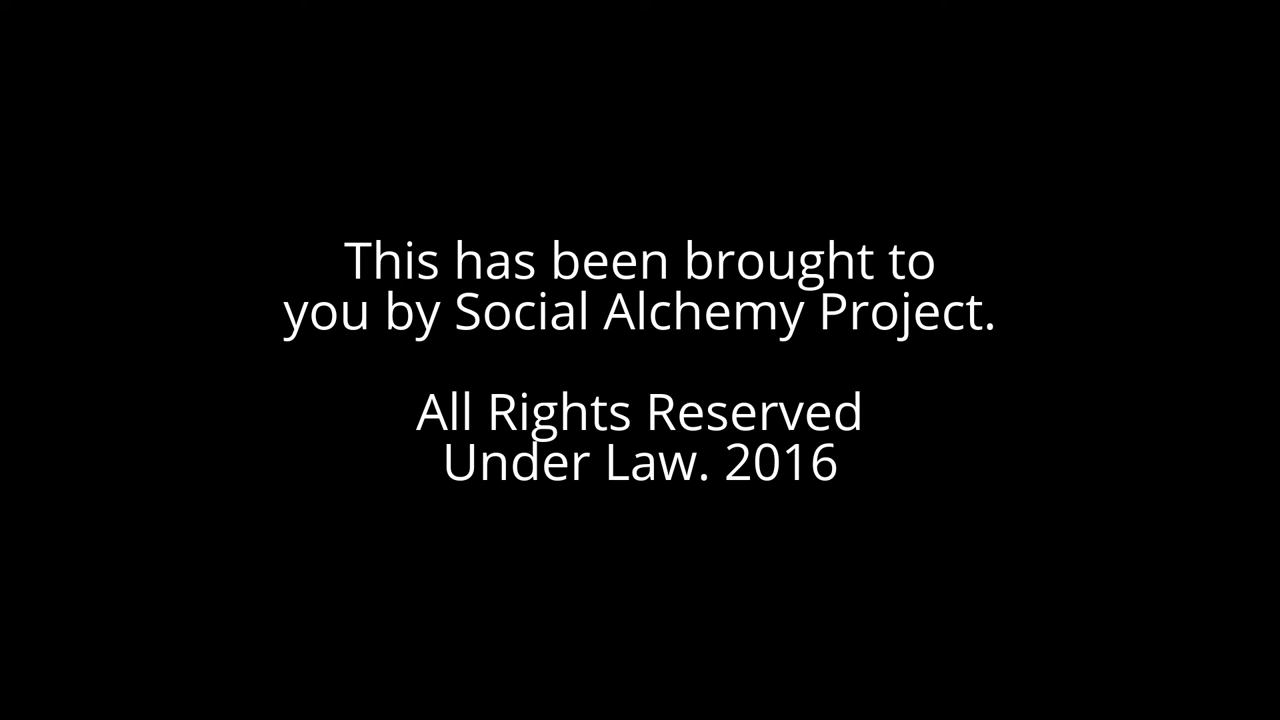 This has been brought to
you by Social Alchemy Project.
All Rights Reserved
Under Law. 2016